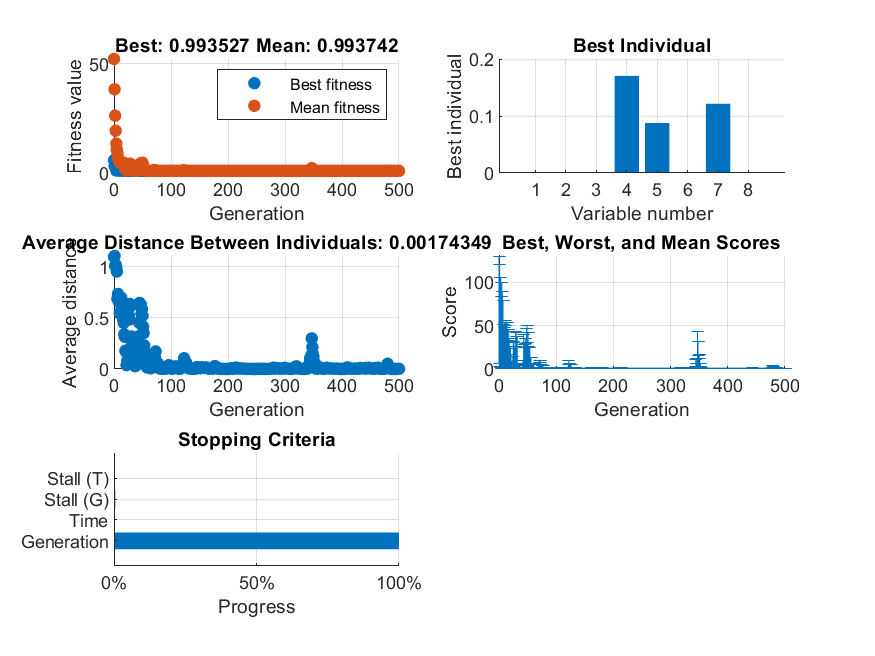 Best: 0.993527 Mean: 0.993742
Fitness value
50
0
Best fitness
Mean fitness
0 100 200 300 400 500
Generation
Best Individual
Best individual
0.2
0.1
0
1 2 3 4 5 6 7 8
Variable number
Average Distance Between Individuals: 0.00174349
Average distance
1
0.5
0
0 100 200 300 400 500
Generation
Best, Worst, and Mean Scores
Score
100
50
0
0 100 200 300 400 500
Generation
Stopping Criteria
Stall (T)
Stall (G)
Time
Generation
0% 50% 100%
Progress